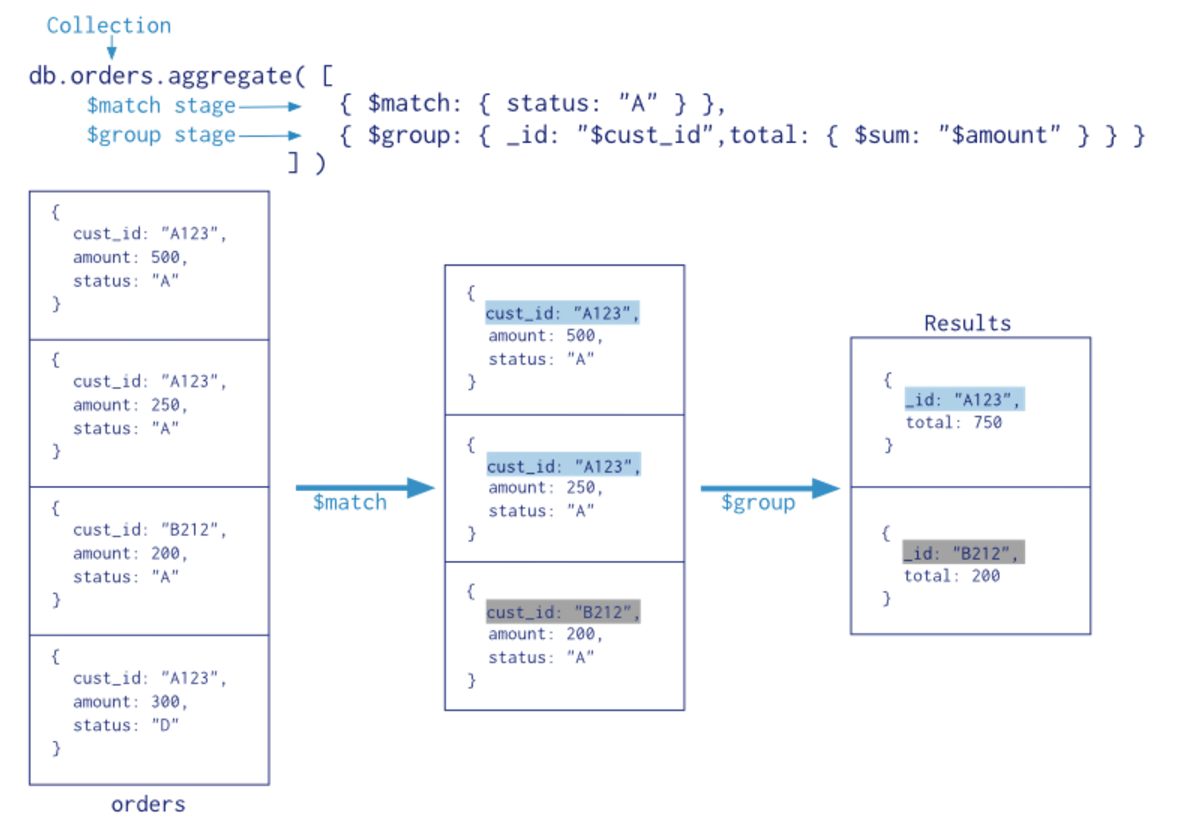 Collection
db.orders.aggregate( [
$match stage { $match: { status: "A" } },
$group stage { $group: { _id: "$cust_id",total: { $sum: "$amount" } } }
] )
{
cust_id: "A123",
amount: 500,
status: "A"
}
{
cust_id: "A123",
amount: 250,
status: "A"
}
{
cust_id: "B212",
amount: 200,
status: "A"
}
{
cust_id: "A123",
amount: 300,
status: "D"
}
orders
$match
{
cust_id: "A123",
amount: 500,
status: "A"
}
{
cust_id: "A123",
amount: 250,
status: "A"
}
{
cust_id: "B212",
amount: 200,
status: "A"
}
$group
Results
{
_id: "A123",
total: 750
}
{
_id: "B212",
total: 200
}